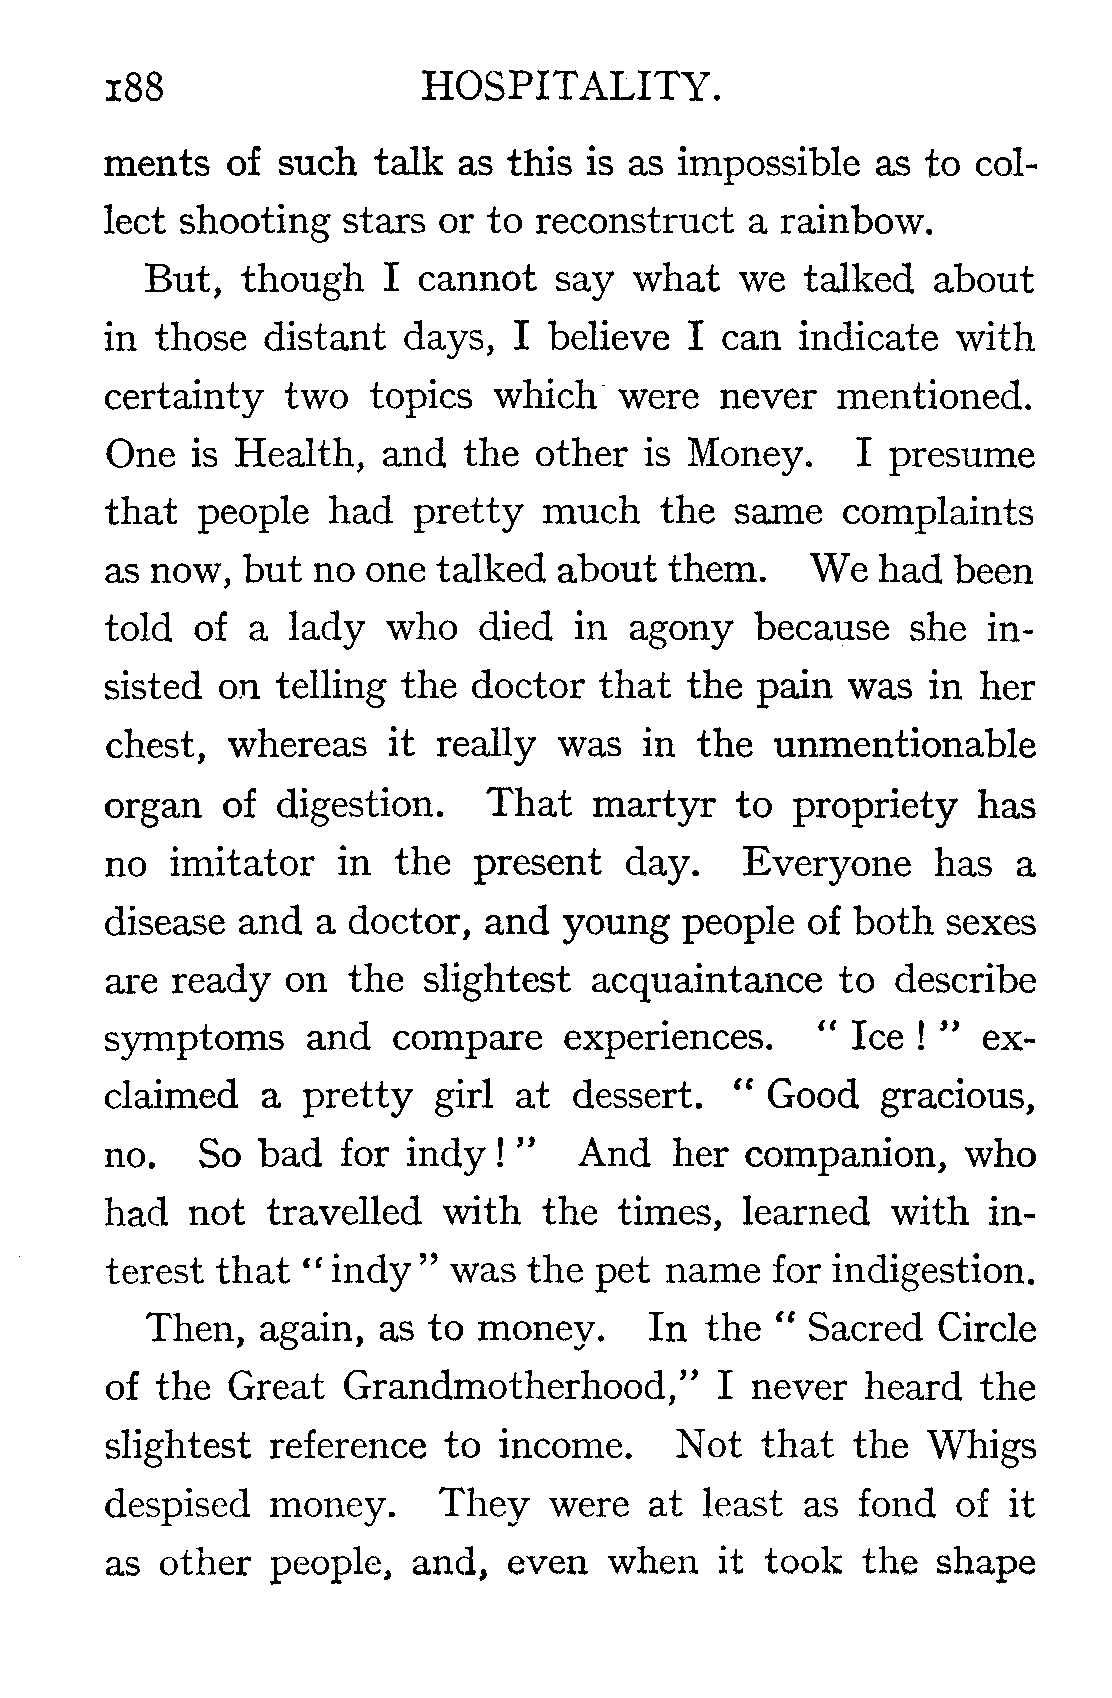 188 HOSPITALITY.
ments of such talk as this is as impossible as to col-
lect shooting stars or to reconstruct a rainbow.
But, though I cannot say what we talked about
in those distant days, I believe I can indicate with
certainty two topics which were never mentioned.
One is Health, and the other is Money. I presume
that people had pretty much the same complaints
as now, but no one talked about them. We had been
told of a lady who died in agony because she in-
sisted on telling the doctor that the pain was in her
chest, whereas it really was in the unmentionable
organ of digestion. That martyr to propriety has
no imitator in the present day. Everyone has a
disease and a doctor, and young people of both sexes
are ready on the slightest acquaintance to describe
symptoms and compare experiences. “ Ice ! ” ex-
claimed a pretty girl at dessert. “ Good gracious,
no. So bad for indy ! ” And her companion, who
had not travelled with the times, learned with in-
terest that “ indy ” was the pet name for indigestion.
Then, again, as to money. In the “ Sacred Circle
of the Great Grandmotherhood,” I never heard the
slightest reference to income. Not that the Whigs
despised money. They were at least as fond of it
as other people, and, even when it took the shape